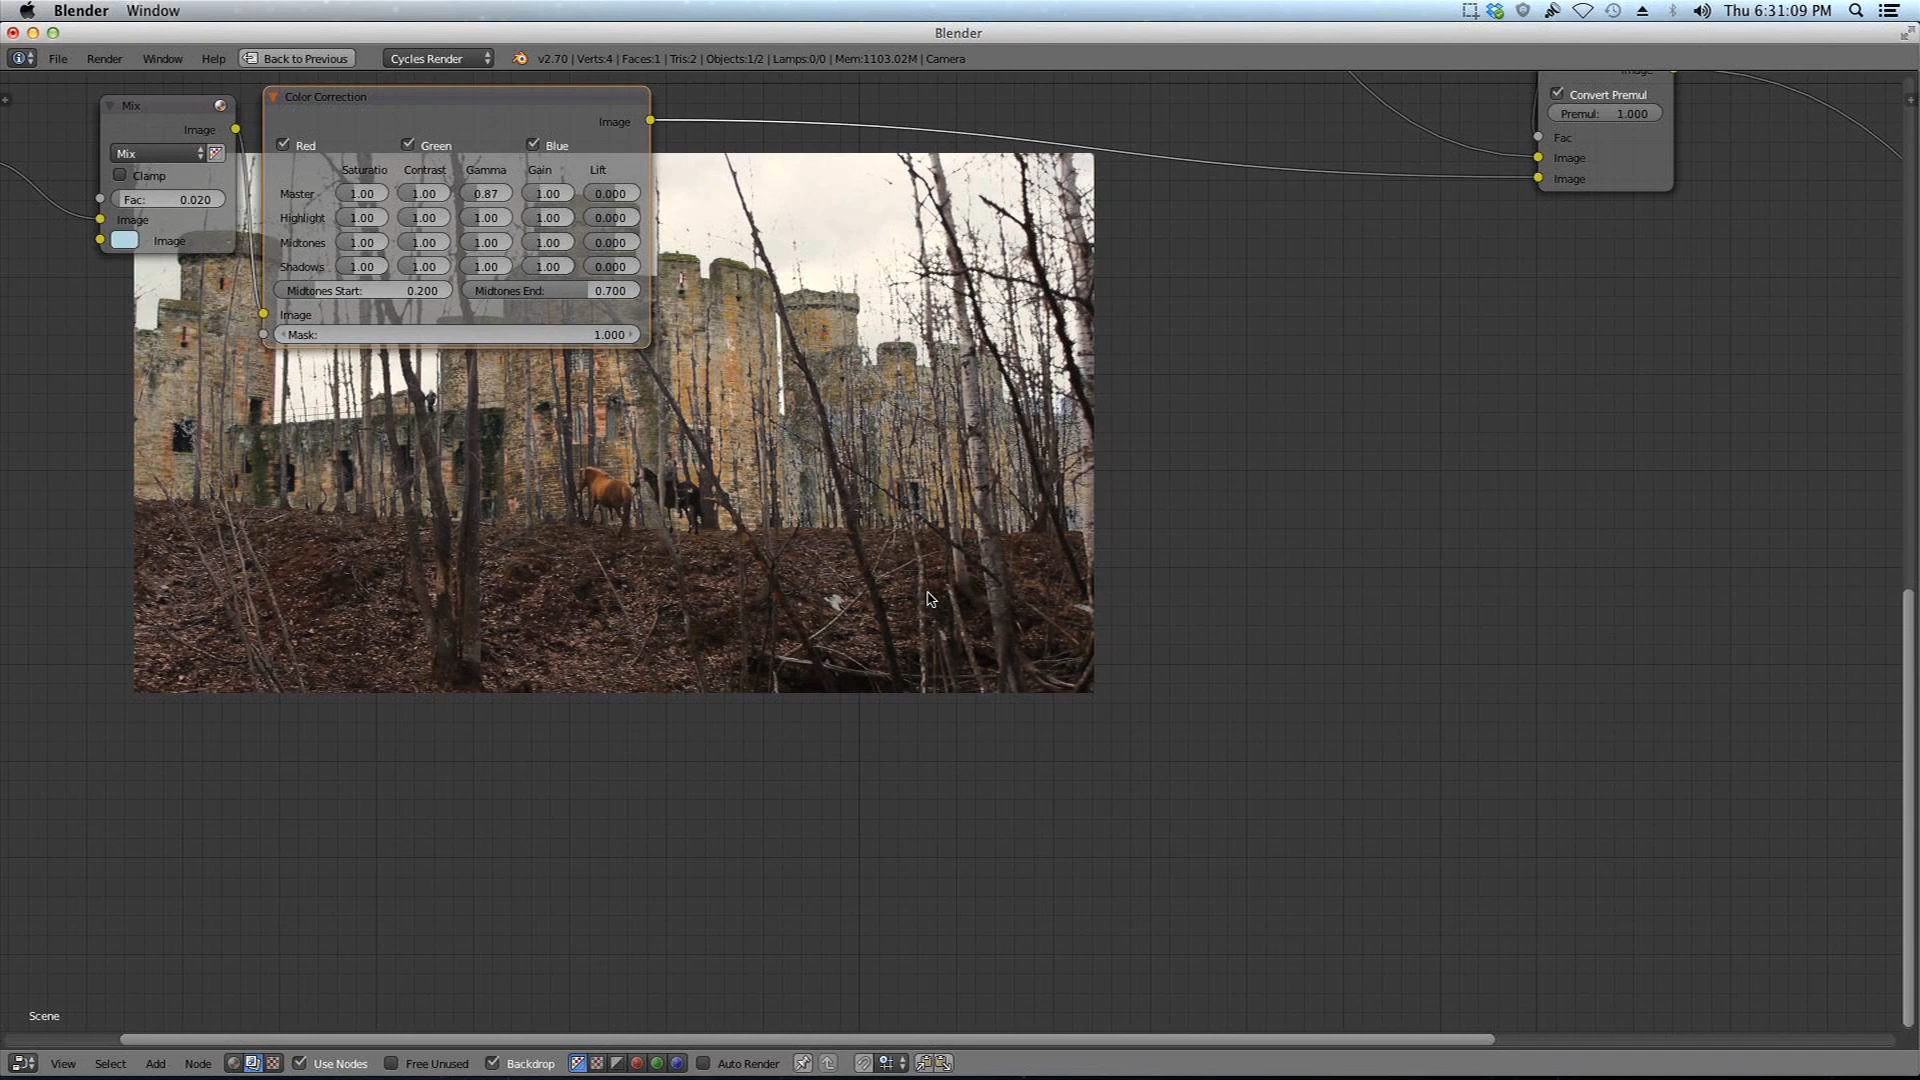 Blender Window Thu 6:31:09 PM
Blender
File Render Window Help Back to Previous Cycles Render v2.70 | Verts:4 | Faces:1 | Tris:2 | Objects:1/2 | Lamps:0/0 | Mem:1103.02M | Camera
Mix
Image
Mix
Clamp
Fac: 0.020
Image
Image
Color Correction
Image
Red Green Blue
Saturatio Contrast Gamma Gain Lift
Master 1.00 1.00 0.87 1.00 0.000
Highlight 1.00 1.00 1.00 1.00 0.000
Midtones 1.00 1.00 1.00 1.00 0.000
Shadows 1.00 1.00 1.00 1.00 0.000
Midtones Start: 0.200 Midtones End: 0.700
Image
Mask: 1.000
Image
Convert Premul
Premul: 1.000
Fac
Image
Image
Scene
View Select Add Node Use Nodes Free Unused Backdrop Auto Render